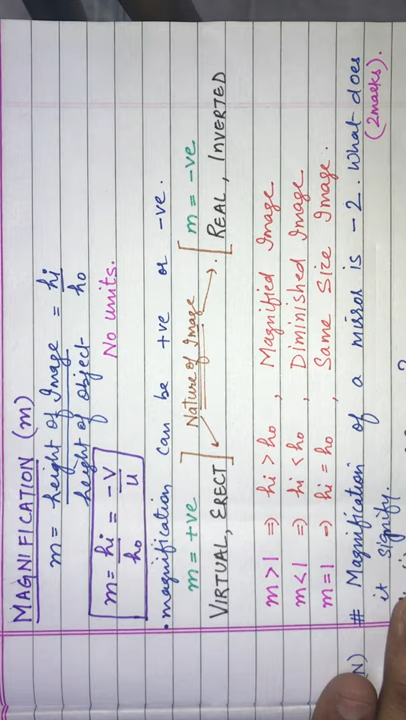 MAGNIFICATION (m)
m = height of Image = hi
height of object ho
m = hi = -v
ho u
No units.
• magnification can be +ve or -ve.
m = +ve ] Nature of Image [ m = -ve
VIRTUAL, ERECT REAL, INVERTED
m>1 ⇒ hi > ho , Magnified Image
m<1 ⇒ hi < ho , Diminished Image
m=1 ⇒ hi = ho , Same Size Image.
N) # Magnification of a mirror is -2. What does
it signify. (2marks).